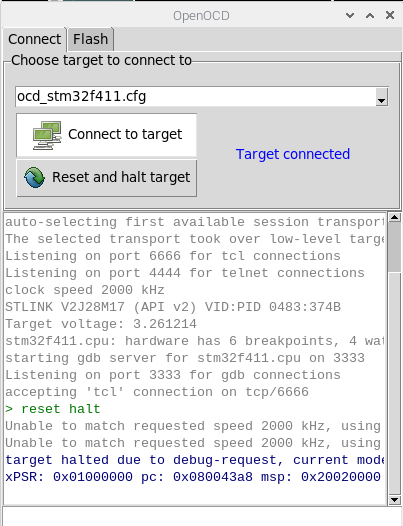 OpenOCD
Connect Flash
Choose target to connect to
ocd_stm32f411.cfg
Connect to target
Target connected
Reset and halt target
auto-selecting first available session transport
The selected transport took over low-level targe
Listening on port 6666 for tcl connections
Listening on port 4444 for telnet connections
clock speed 2000 kHz
STLINK V2J28M17 (API v2) VID:PID 0483:374B
Target voltage: 3.261214
stm32f411.cpu: hardware has 6 breakpoints, 4 wat
starting gdb server for stm32f411.cpu on 3333
Listening on port 3333 for gdb connections
accepting 'tcl' connection on tcp/6666
> reset halt
Unable to match requested speed 2000 kHz, using
Unable to match requested speed 2000 kHz, using
target halted due to debug-request, current mode
xPSR: 0x01000000 pc: 0x080043a8 msp: 0x20020000